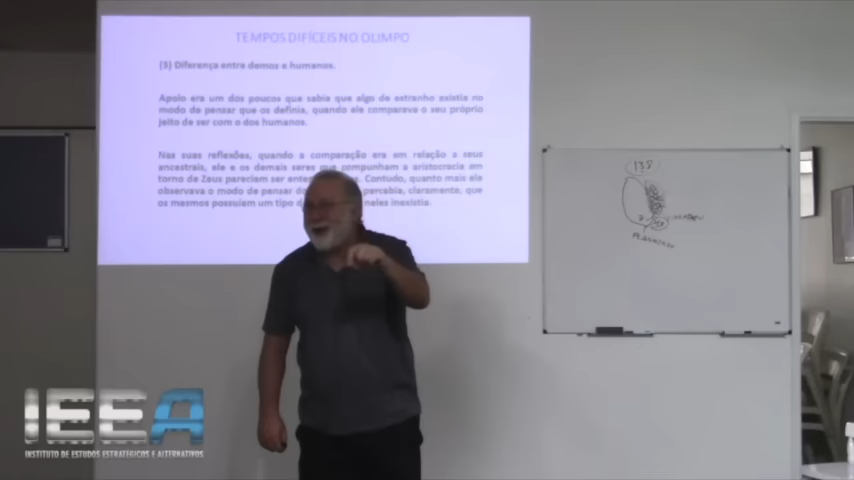 TEMPOS DIFÍCEIS NO OLIMPO
(3) Diferença entre demos e humanos.
Apolo era um dos poucos que sabia que algo de estranho existia no
modo de pensar que os definia, quando ele comparava o seu próprio
jeito de ser com o dos humanos.
Nas suas reflexões, quando a comparação era em relação a seus
ancestrais, ele e os demais seres que compunham a aristocracia em
torno de Zeus pareciam ser Contudo, quanto mais ele
observava o modo de pensar percebia, claramente, que
os mesmos possuíam um tipo neles inexistia.
138
IEEA
INSTITUTO DE ESTUDOS ESTRATÉGICOS E ALTERNATIVOS